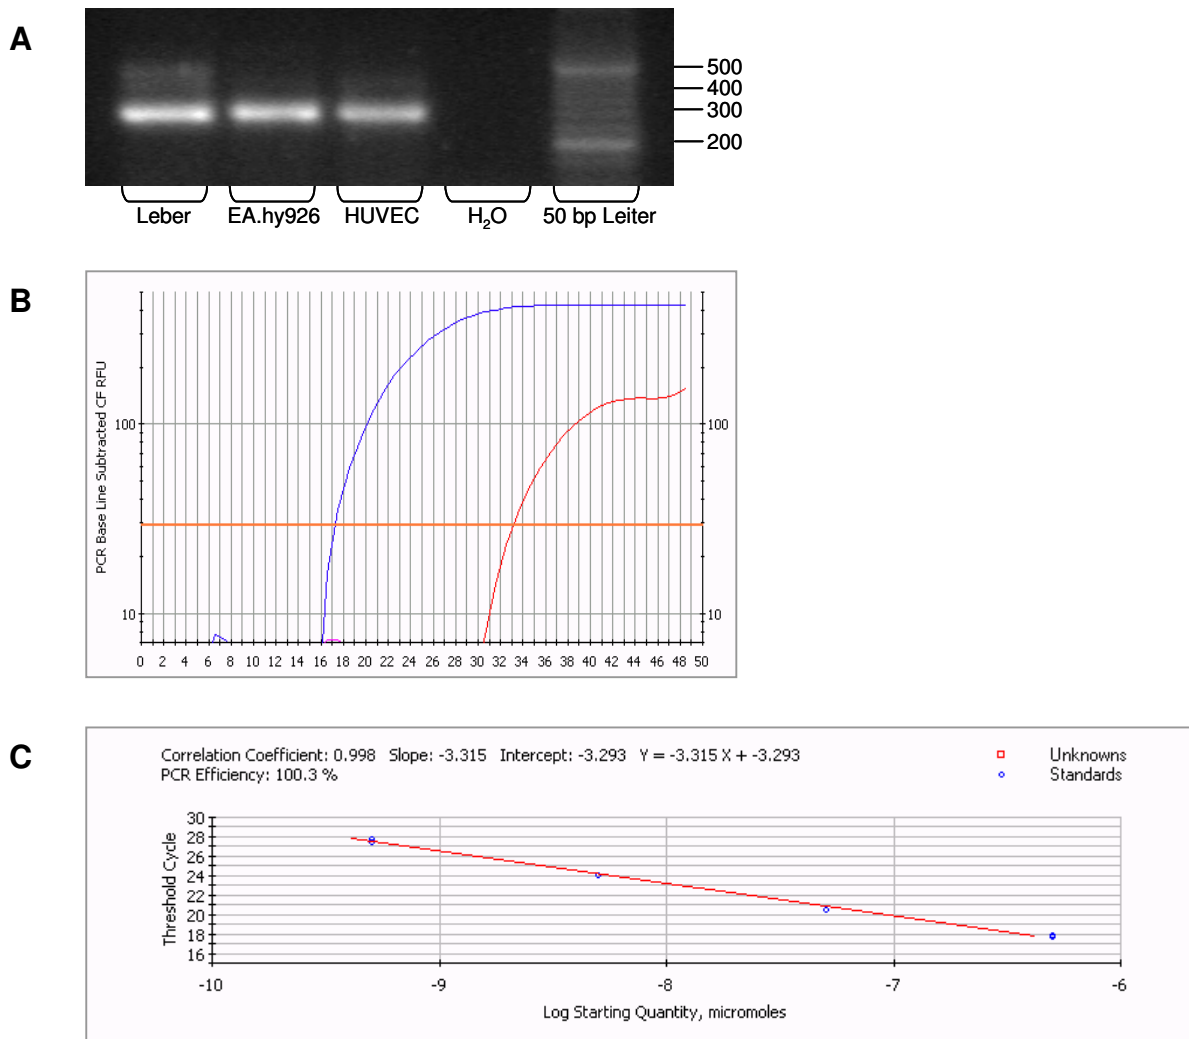 A
500
400
300
200
Leber EA.hy926 HUVEC H₂O 50 bp Leiter
B
PCR Base Line Subtracted CF RFU
100 100
10 10
0 2 4 6 8 10 12 14 16 18 20 22 24 26 28 30 32 34 36 38 40 42 44 46 48 50
C
Correlation Coefficient: 0.998 Slope: -3.315 Intercept: -3.293 Y = -3.315 X + -3.293
PCR Efficiency: 100.3 %
Unknowns
Standards
Threshold Cycle
30
28
26
24
22
20
18
16
-10 -9 -8 -7 -6
Log Starting Quantity, micromoles